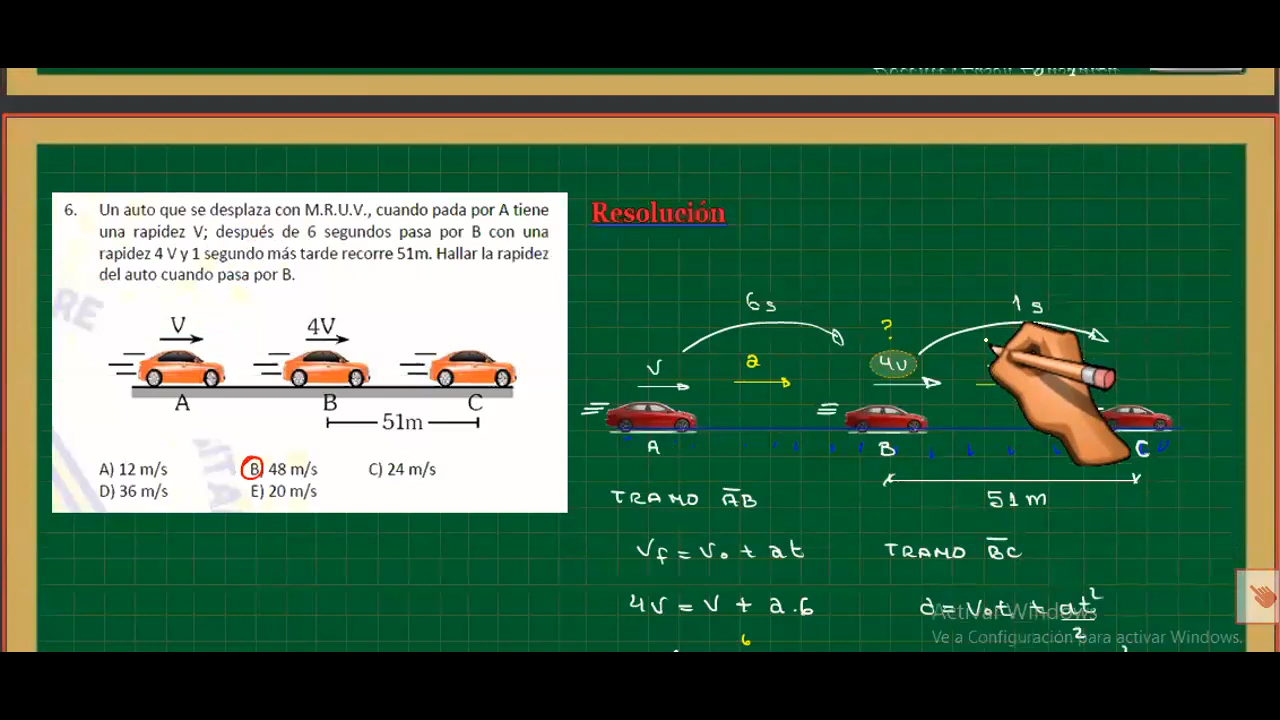 6. Un auto que se desplaza con M.R.U.V., cuando pada por A tiene
una rapidez V; después de 6 segundos pasa por B con una
rapidez 4 V y 1 segundo más tarde recorre 51m. Hallar la rapidez
del auto cuando pasa por B.
V
4V
A
B
C
51m
A) 12 m/s
B) 48 m/s
C) 24 m/s
D) 36 m/s
E) 20 m/s
Resolución
6s
1s
?
V
a
4V
A
B
C
51m
TRAMO AB
Vf = V₀ + at
TRAMO BC
4V = V + a.6
d = V₀t + at²
2
6
Activar Windows
Ve a Configuración para activar Windows.